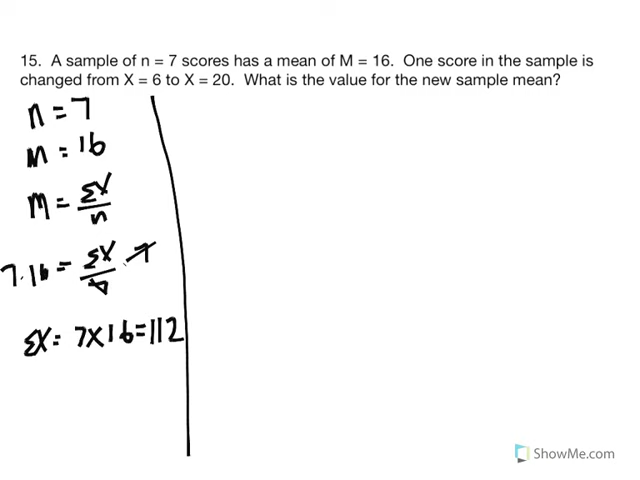 15. A sample of n = 7 scores has a mean of M = 16. One score in the sample is
changed from X = 6 to X = 20. What is the value for the new sample mean?
n = 7
M = 16
M = ΣX/n
7·16 = ΣX/7 · 7
ΣX = 7x16=112
ShowMe.com